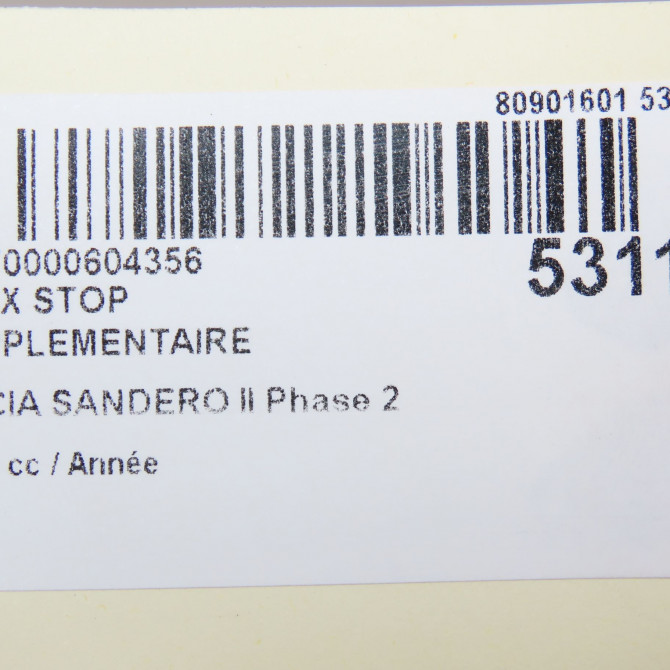 80901601 53
0000604356
5311
X STOP
PLEMENTAIRE
CIA SANDERO II Phase 2
cc / Année